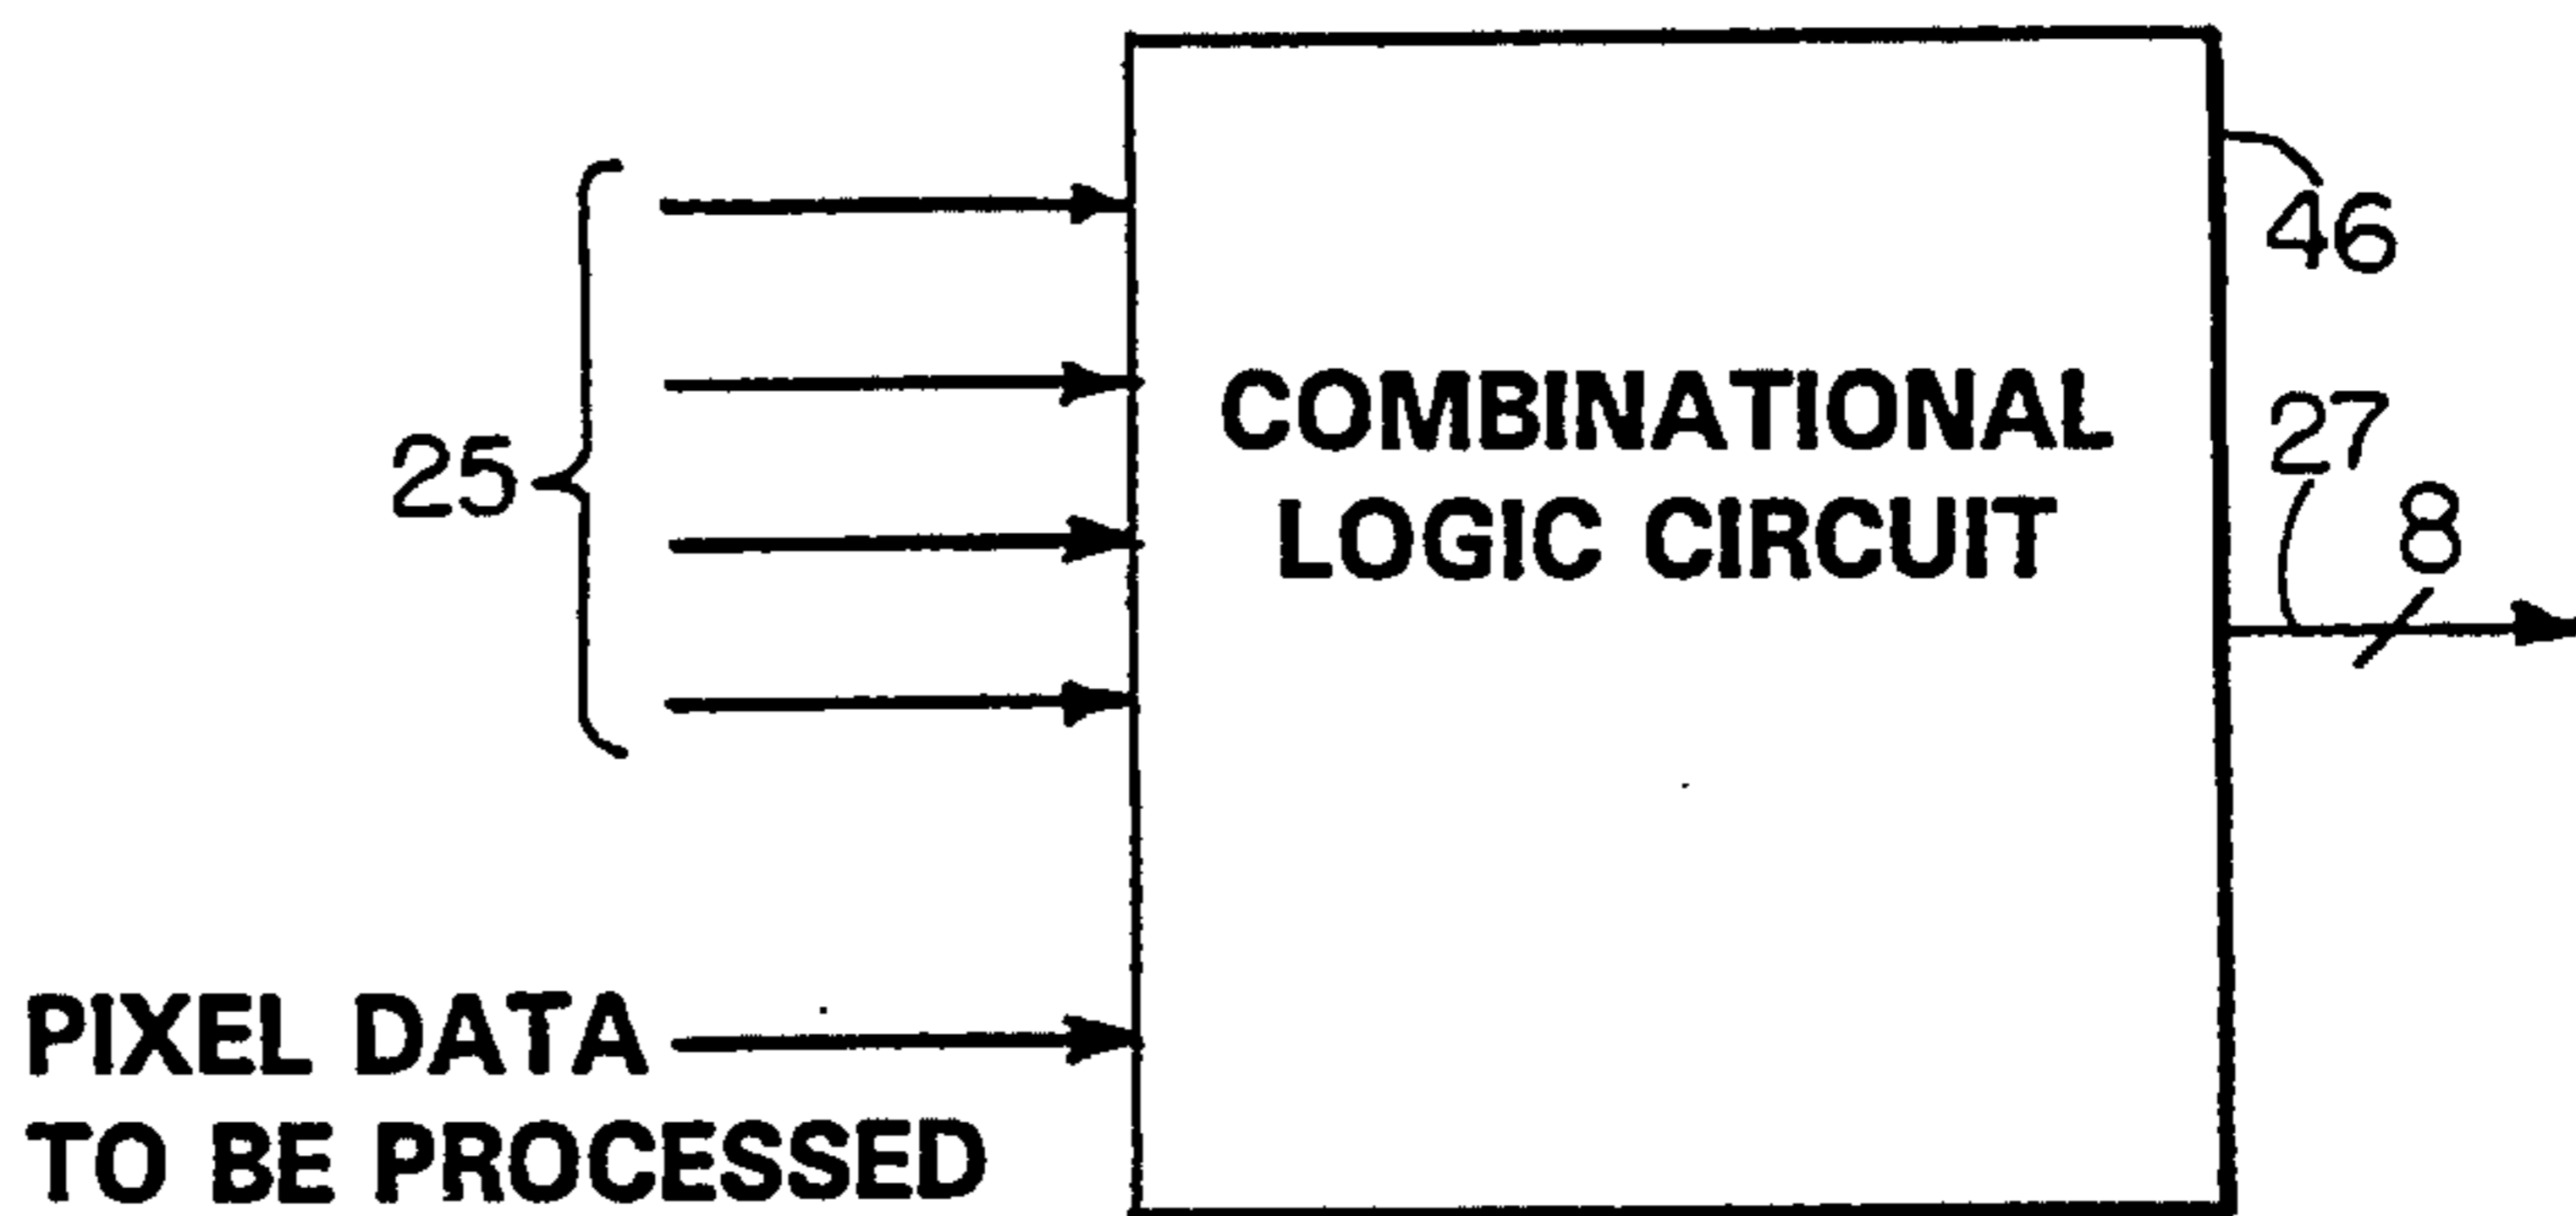 46
COMBINATIONAL
LOGIC CIRCUIT
27
8
25
PIXEL DATA
TO BE PROCESSED